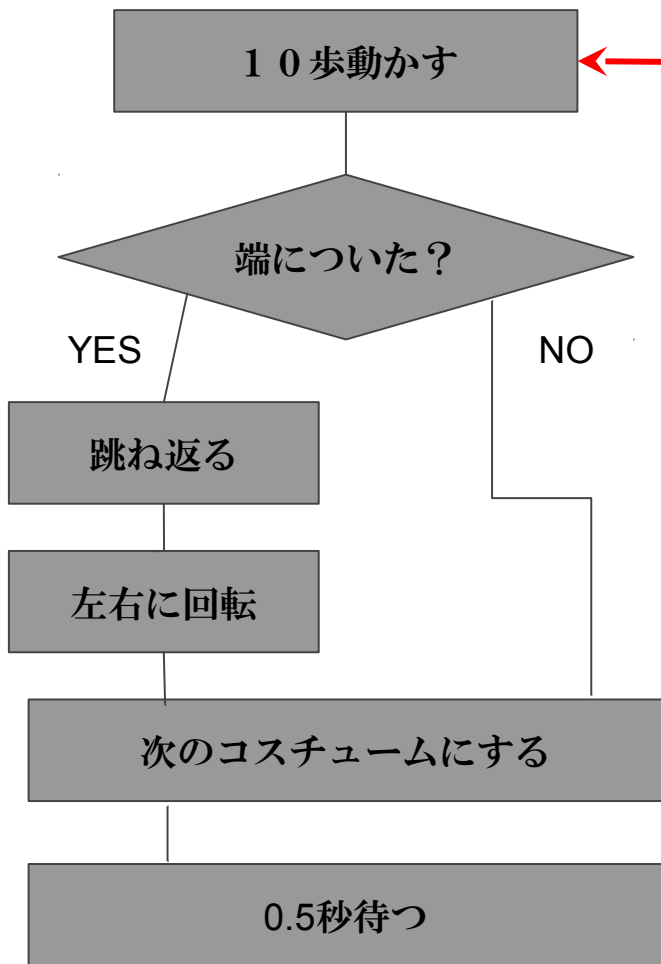 １０歩動かす
端についた？
YES
NO
跳ね返る
左右に回転
次のコスチュームにする
0.5秒待つ